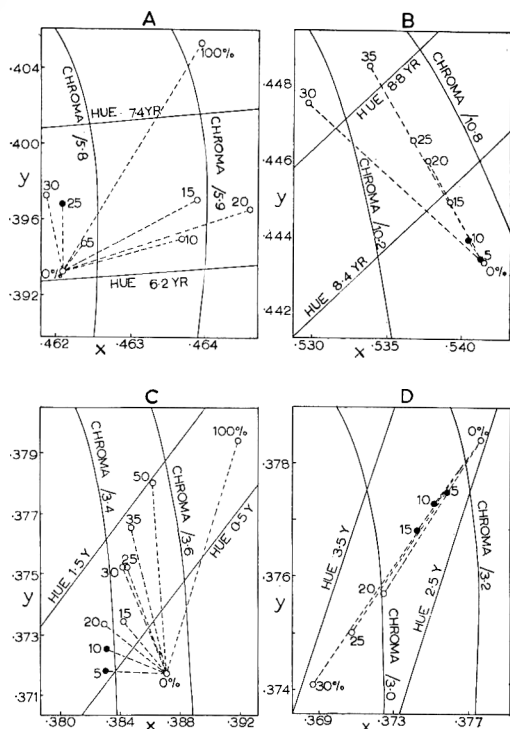 A
·404
·400
y
·396
·392
·462
·463
·464
x
CHROMA /5·8
CHROMA /5·9
HUE 7·4 YR
HUE 6·2 YR
100%
30
25
5
15
20
10
0%
B
·448
·446
y
·444
·442
·530
·535
·540
x
HUE 8·8 YR
HUE 8·4 YR
CHROMA /10·8
CHROMA /10·2
35
30
25
20
15
10
5
0%
C
·379
·377
·375
y
·373
·371
·380
·384
·388
·392
x
CHROMA /3·4
CHROMA /3·6
HUE 1·5 Y
HUE 0·5 Y
100%
50
35
25
30
20
15
10
5
0%
D
·378
y
·376
·374
·369
·373
·377
x
HUE 3·5 Y
HUE 2·5 Y
CHROMA /3·2
CHROMA /3·0
0%
5
10
15
20
25
30%